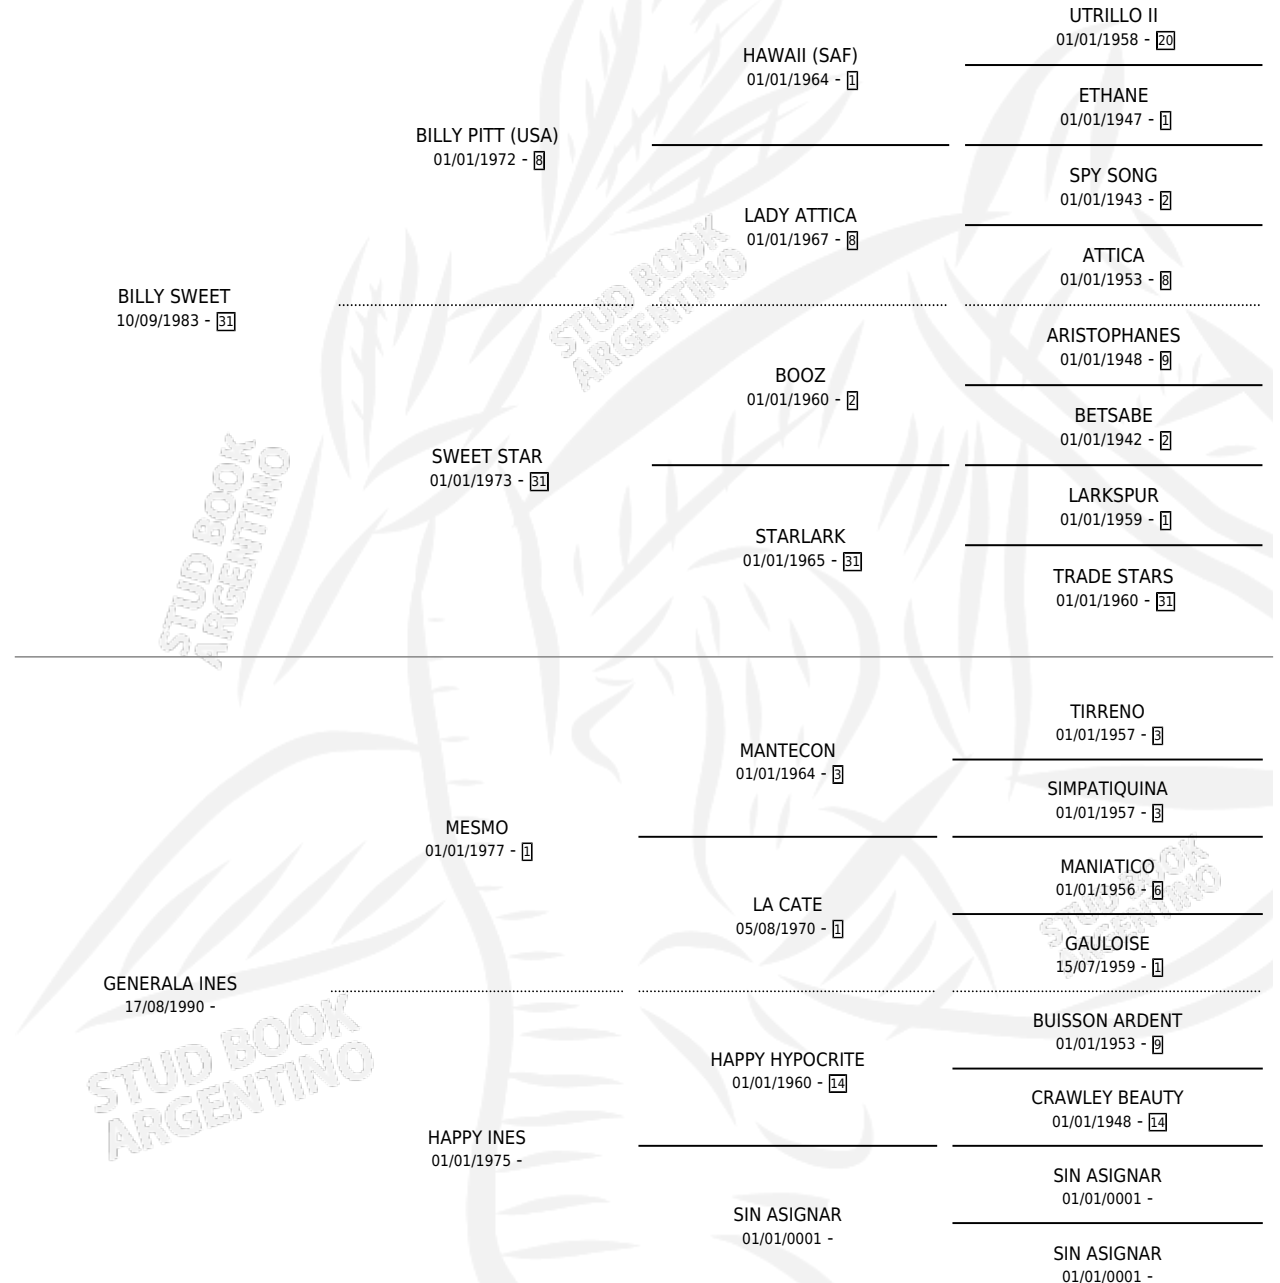 UTRILLO II
01/01/1958 - 20
HAWAII (SAF)
01/01/1964 - 1
ETHANE
01/01/1947 - 1
BILLY PITT (USA)
01/01/1972 - 8
SPY SONG
01/01/1943 - 2
LADY ATTICA
01/01/1967 - 8
ATTICA
01/01/1953 - 8
BILLY SWEET
10/09/1983 - 31
ARISTOPHANES
01/01/1948 - 9
BOOZ
01/01/1960 - 2
BETSABE
01/01/1942 - 2
SWEET STAR
01/01/1973 - 31
LARKSPUR
01/01/1959 - 1
STARLARK
01/01/1965 - 31
TRADE STARS
01/01/1960 - 31
TIRRENO
01/01/1957 - 3
MANTECON
01/01/1964 - 3
SIMPATIQUINA
01/01/1957 - 3
MESMO
01/01/1977 - 1
MANIATICO
01/01/1956 - 6
LA CATE
05/08/1970 - 1
GAULOISE
15/07/1959 - 1
GENERALA INES
17/08/1990 -
BUISSON ARDENT
01/01/1953 - 9
HAPPY HYPOCRITE
01/01/1960 - 14
CRAWLEY BEAUTY
01/01/1948 - 14
HAPPY INES
01/01/1975 -
SIN ASIGNAR
01/01/0001 -
SIN ASIGNAR
01/01/0001 -
SIN ASIGNAR
01/01/0001 -
STUD BOOK
ARGENTINO
STUD BOOK
ARGENTINO
STUD BOOK
ARGENTINO
STUD BOOK
ARGENTINO